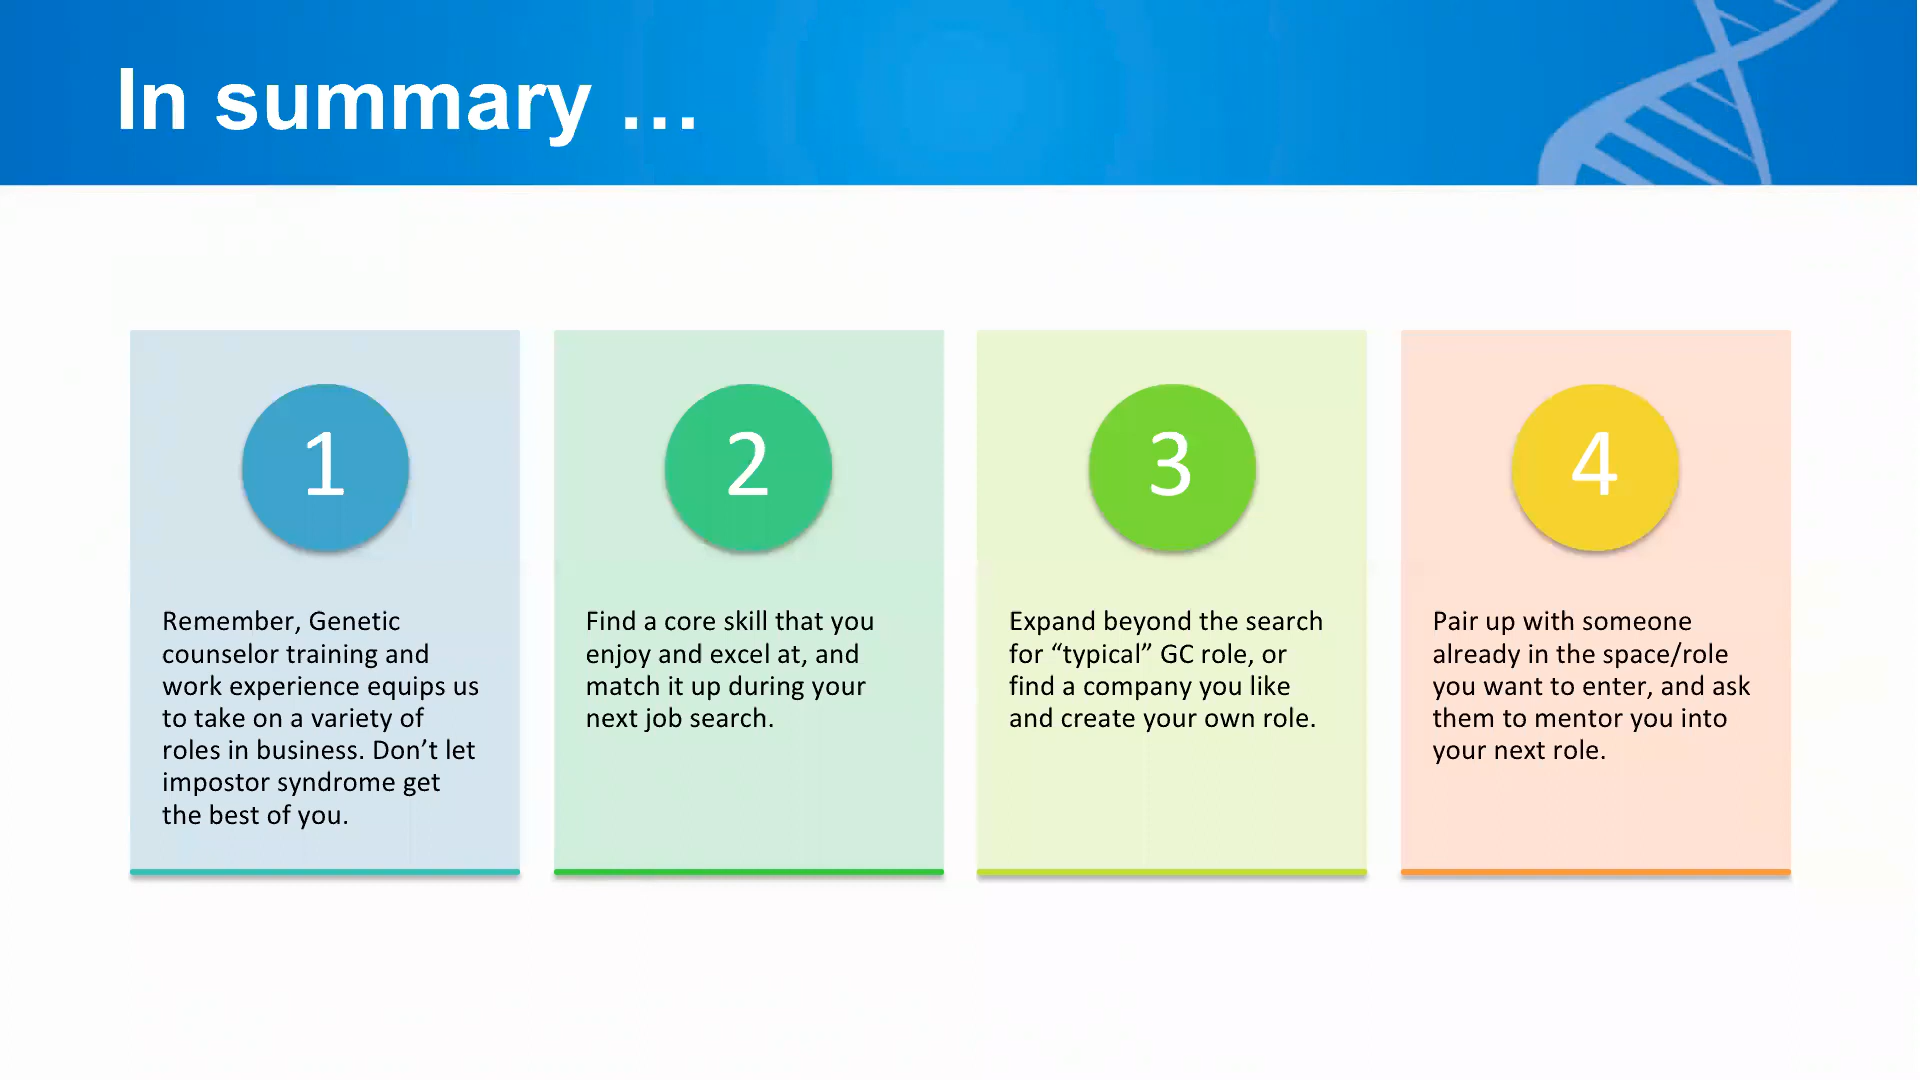 In summary …
1
Remember, Genetic
counselor training and
work experience equips us
to take on a variety of
roles in business. Don’t let
impostor syndrome get
the best of you.
2
Find a core skill that you
enjoy and excel at, and
match it up during your
next job search.
3
Expand beyond the search
for “typical” GC role, or
find a company you like
and create your own role.
4
Pair up with someone
already in the space/role
you want to enter, and ask
them to mentor you into
your next role.